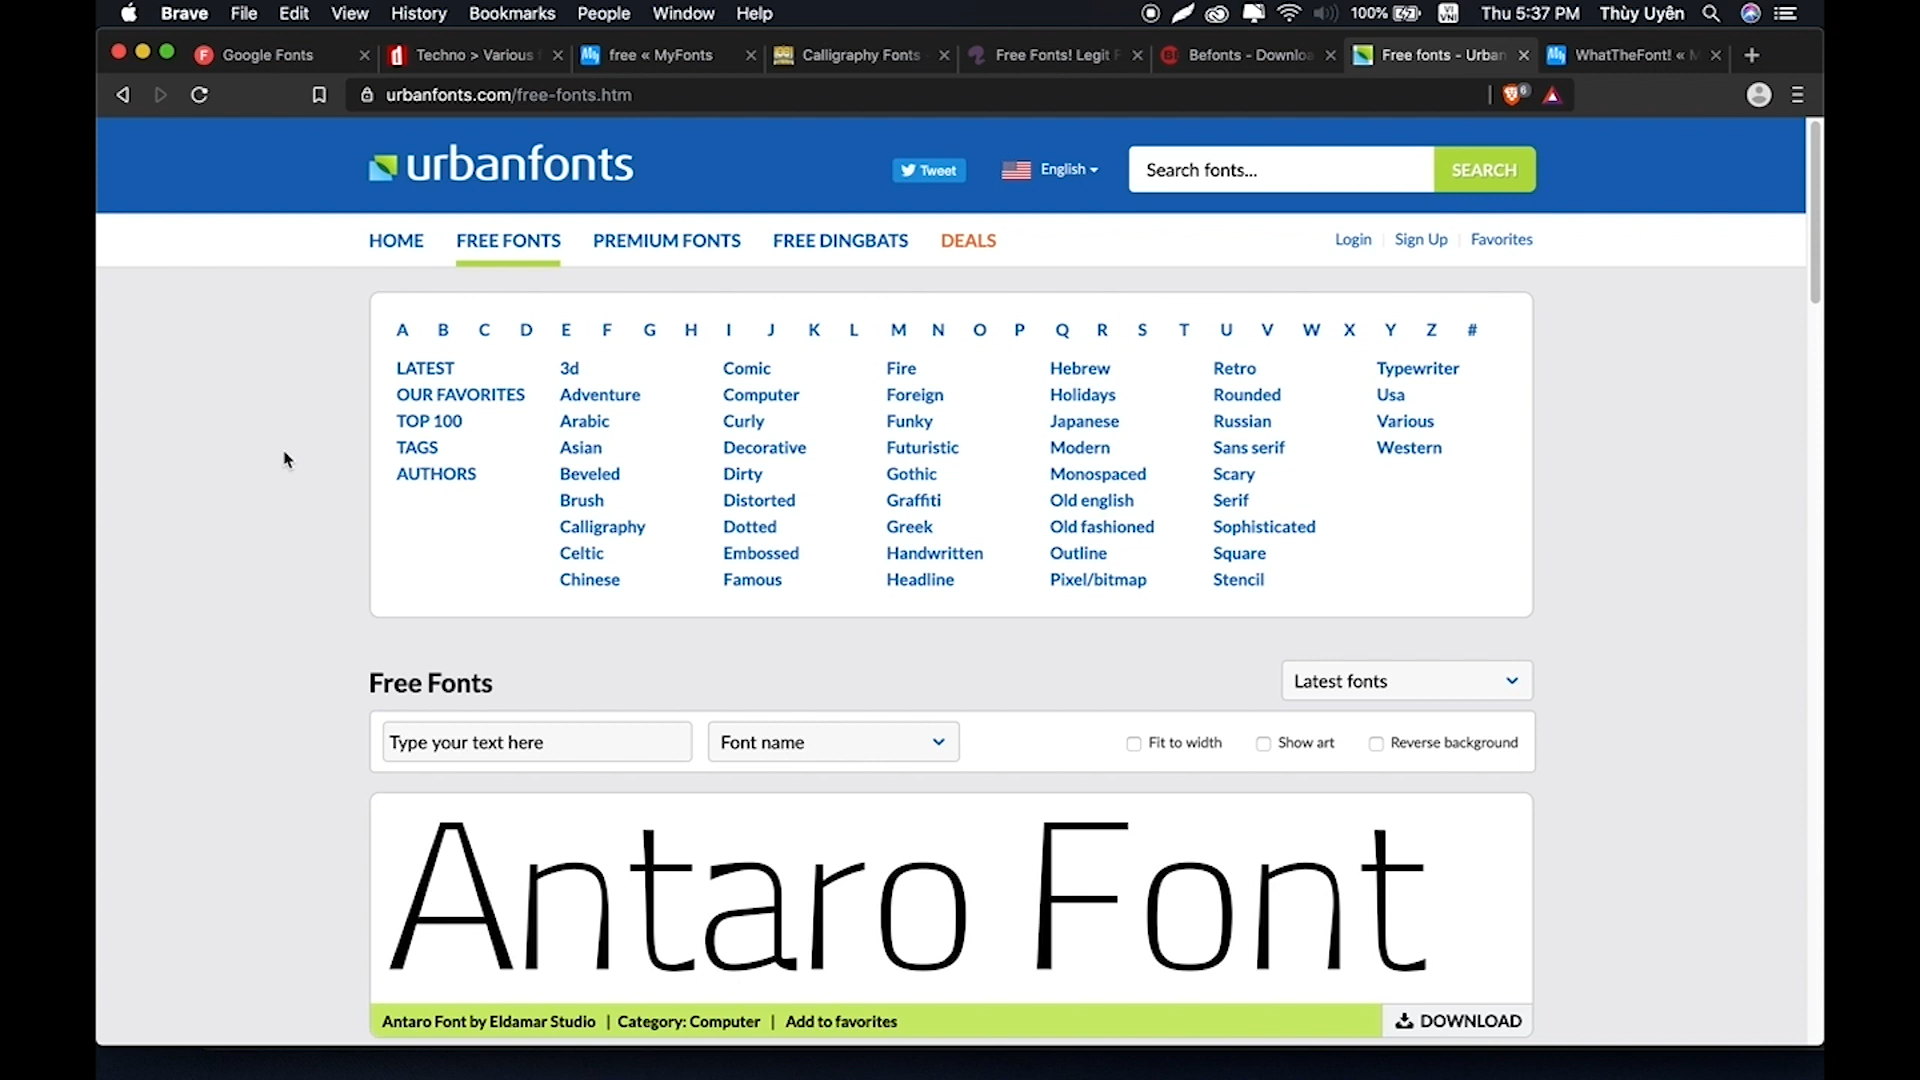 Brave File Edit View History Bookmarks People Window Help 100% VI VNI Thu 5:37 PM Thùy Uyên
Google Fonts Techno > Various free « MyFonts Calligraphy Fonts Free Fonts! Legit Befonts - Downloa Free fonts - Urban WhatTheFont! «
urbanfonts.com/free-fonts.htm 6
urbanfonts Tweet English Search fonts... SEARCH
HOME FREE FONTS PREMIUM FONTS FREE DINGBATS DEALS Login Sign Up Favorites
A B C D E F G H I J K L M N O P Q R S T U V W X Y Z #
LATEST 3d Comic Fire Hebrew Retro Typewriter
OUR FAVORITES Adventure Computer Foreign Holidays Rounded Usa
TOP 100 Arabic Curly Funky Japanese Russian Various
TAGS Asian Decorative Futuristic Modern Sans serif Western
AUTHORS Beveled Dirty Gothic Monospaced Scary
Brush Distorted Graffiti Old english Serif
Calligraphy Dotted Greek Old fashioned Sophisticated
Celtic Embossed Handwritten Outline Square
Chinese Famous Headline Pixel/bitmap Stencil
Free Fonts Latest fonts
Type your text here Font name Fit to width Show art Reverse background
Antaro Font
Antaro Font by Eldamar Studio | Category: Computer | Add to favorites DOWNLOAD